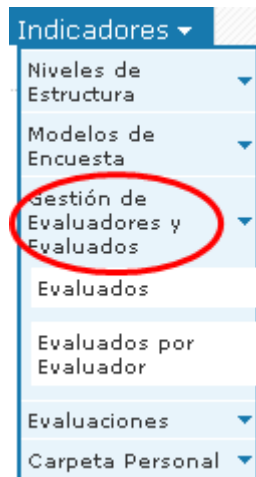 Indicadores
Niveles de
Estructura
Modelos de
Encuesta
Gestión de
Evaluadores y
Evaluados
Evaluados
Evaluados por
Evaluador
Evaluaciones
Carpeta Personal